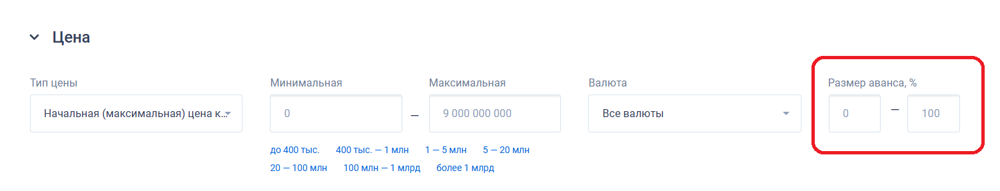 Цена
Тип цены Минимальная Максимальная Валюта Размер аванса, %
Начальная (максимальная) цена к... 0 — 9 000 000 000 Все валюты 0 — 100
до 400 тыс. 400 тыс. — 1 млн 1 — 5 млн 5 — 20 млн
20 — 100 млн 100 млн — 1 млрд более 1 млрд